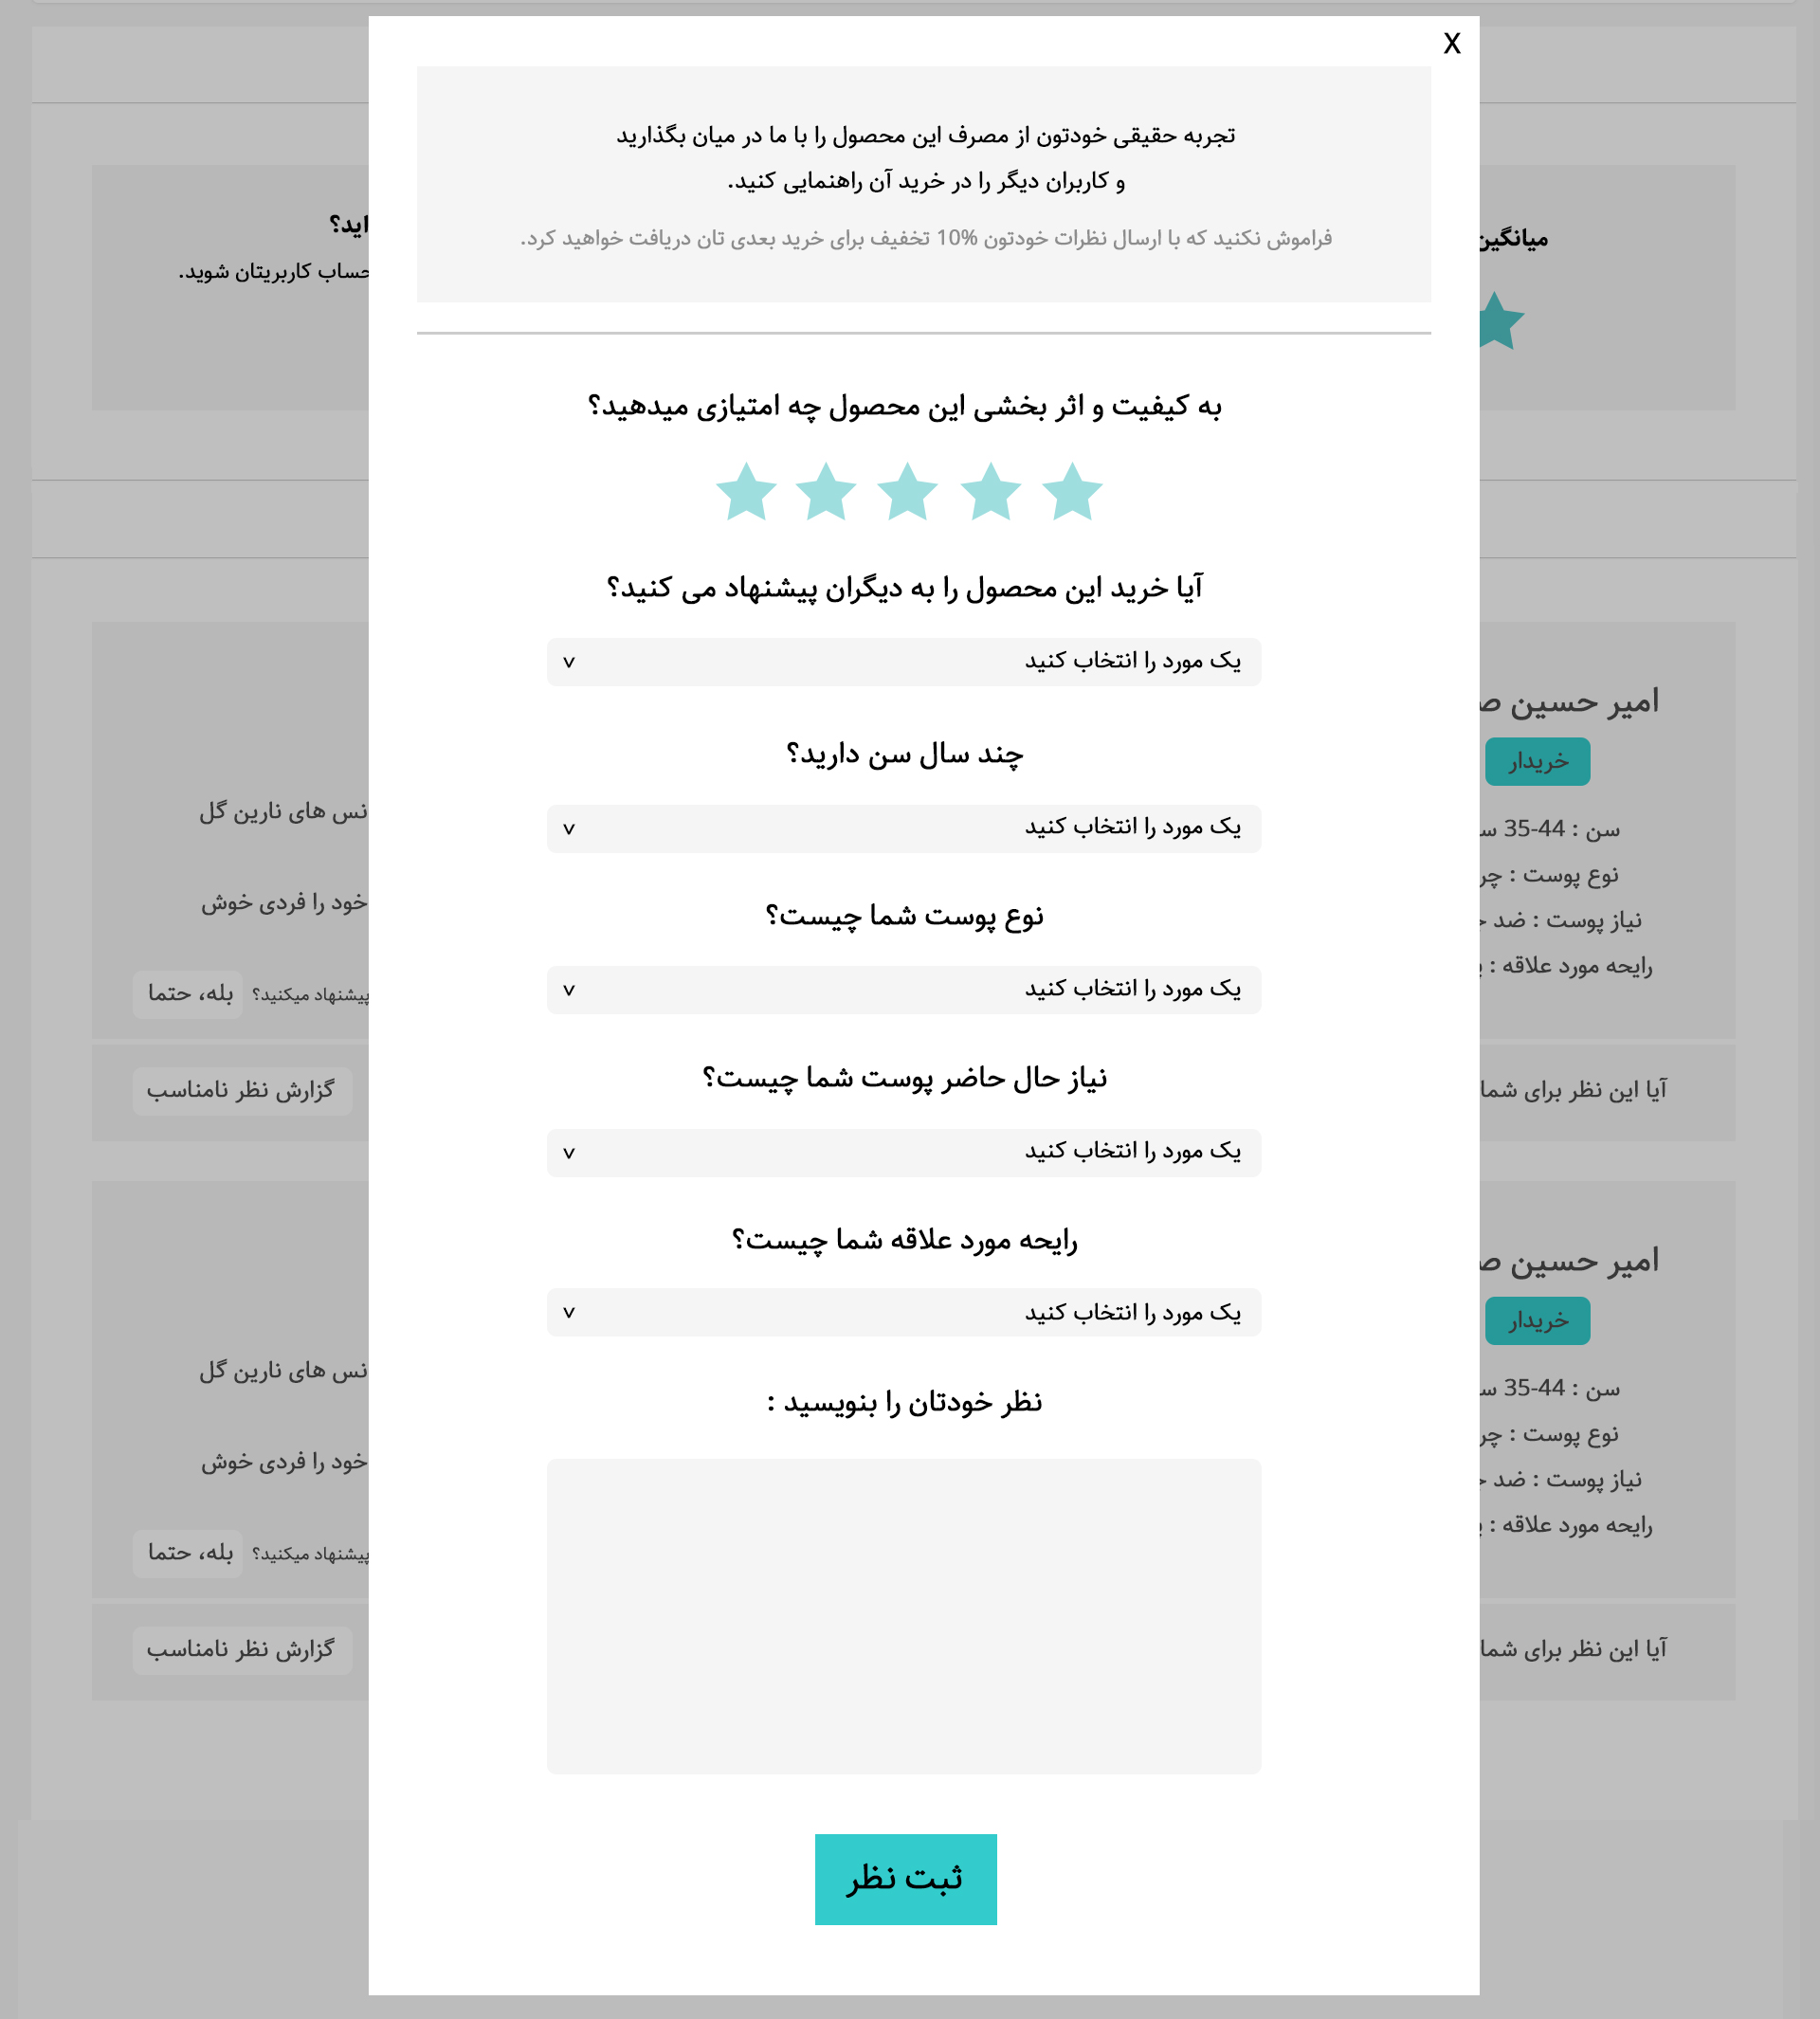 X
تجربه حقیقی خودتون از مصرف این محصول را با ما در میان بگذارید
و کاربران دیگر را در خرید آن راهنمایی کنید.
فراموش نکنید که با ارسال نظرات خودتون 10% تخفیف برای خرید بعدی تان دریافت خواهید کرد.
به کیفیت و اثر بخشی این محصول چه امتیازی میدهید؟
آیا خرید این محصول را به دیگران پیشنهاد می کنید؟
یک مورد را انتخاب کنید
چند سال سن دارید؟
یک مورد را انتخاب کنید
نوع پوست شما چیست؟
یک مورد را انتخاب کنید
نیاز حال حاضر پوست شما چیست؟
یک مورد را انتخاب کنید
رایحه مورد علاقه شما چیست؟
یک مورد را انتخاب کنید
نظر خودتان را بنویسید :
ثبت نظر
میانگین
امیر حسین
خریدار
سن : 44-35
نوع پوست :
نیاز پوست : ضد
رایحه مورد علاقه :
آیا این نظر برای شما
امیر حسین
خریدار
سن : 44-35
نوع پوست :
نیاز پوست : ضد
رایحه مورد علاقه :
آیا این نظر برای شما
حساب کاربریتان شوید.
های نارین گل
خود را فردی خوش
پیشنهاد میکنید؟ بله، حتما
گزارش نظر نامناسب
های نارین گل
خود را فردی خوش
پیشنهاد میکنید؟ بله، حتما
گزارش نظر نامناسب